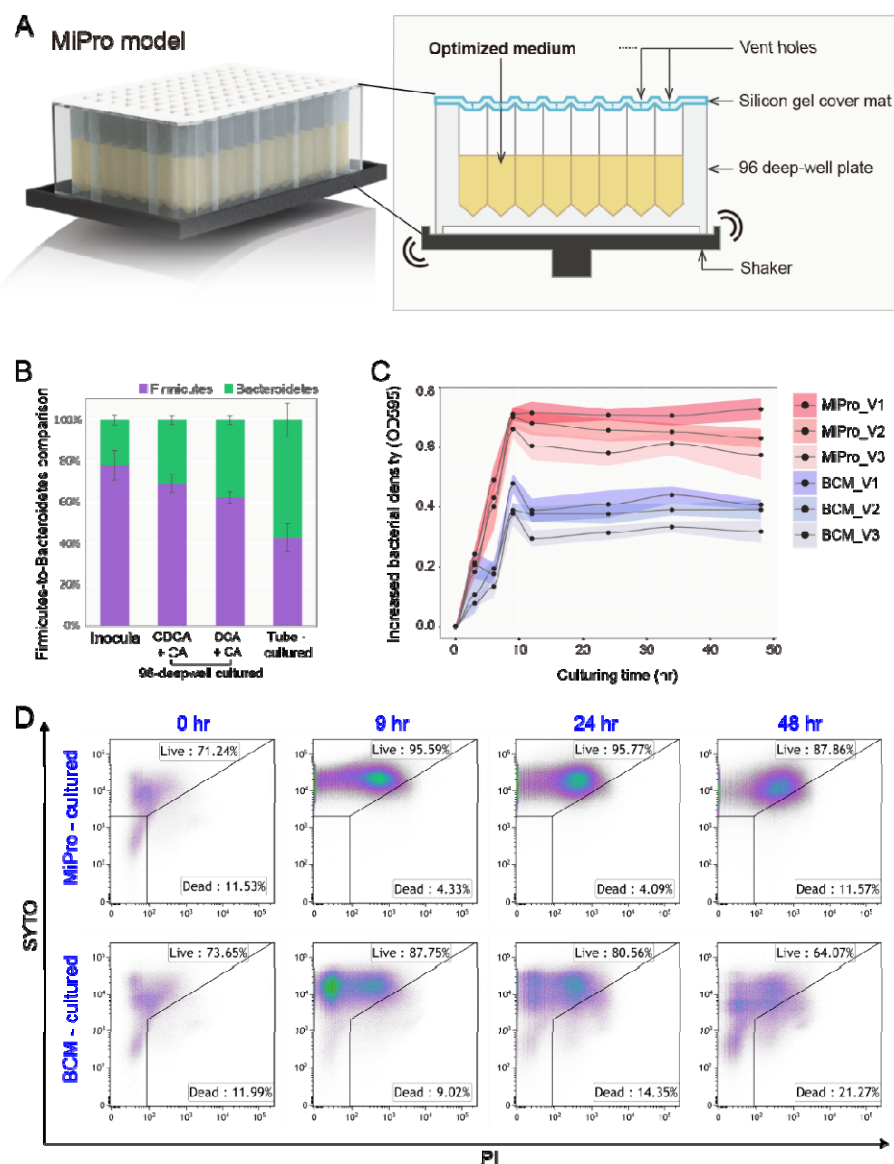 A
MiPro model
Optimized medium
Vent holes
Silicon gel cover mat
96 deep-well plate
Shaker
B
Firmicutes
Bacteroidetes
Firmicutes-to-Bacteroidetes comparison
100%
80%
60%
40%
20%
0%
Inocula
CDCA + CA
DCA + CA
Tube - cultured
96-deep-well cultured
C
Increased bacterial density (OD595)
0.8
0.6
0.4
0.2
0.0
0
10
20
30
40
50
Culturing time (hr)
MiPro_V1
MiPro_V2
MiPro_V3
BCM_V1
BCM_V2
BCM_V3
D
0 hr
9 hr
24 hr
48 hr
SYTO
MiPro - cultured
Live : 71.24%
Dead : 11.53%
Live : 95.59%
Dead : 4.33%
Live : 95.77%
Dead : 4.09%
Live : 87.86%
Dead : 11.57%
BCM - cultured
Live : 73.65%
Dead : 11.99%
Live : 87.75%
Dead : 9.02%
Live : 80.56%
Dead : 14.35%
Live : 64.07%
Dead : 21.27%
PI